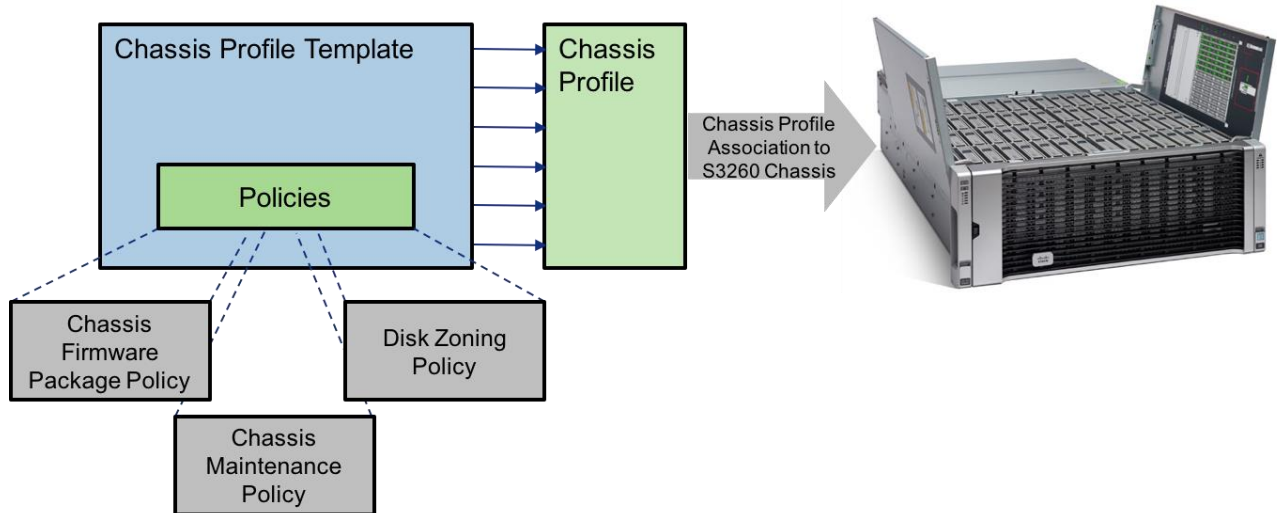 Chassis Profile Template
Chassis
Profile
Policies
Chassis Profile
Association to
S3260 Chassis
Chassis
Firmware
Package Policy
Disk Zoning
Policy
Chassis
Maintenance
Policy